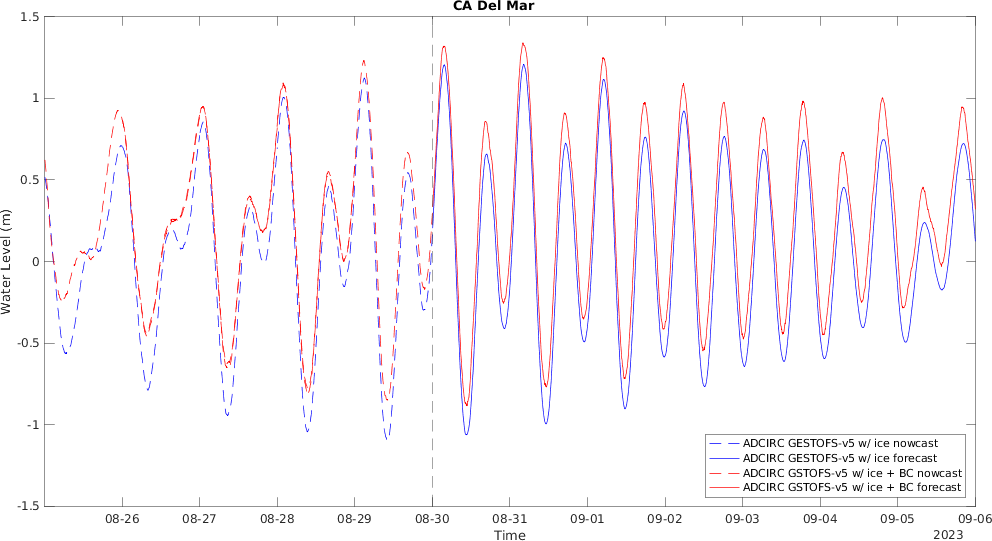 CA Del Mar
1.5
1
0.5
0
-0.5
-1
-1.5
Water Level (m)
ADCIRC GESTOFS-v5 w/ ice nowcast
ADCIRC GESTOFS-v5 w/ ice forecast
ADCIRC GSTOFS-v5 w/ ice + BC nowcast
ADCIRC GSTOFS-v5 w/ ice + BC forecast
08-26 08-27 08-28 08-29 08-30 08-31 09-01 09-02 09-03 09-04 09-05 09-06
Time
2023